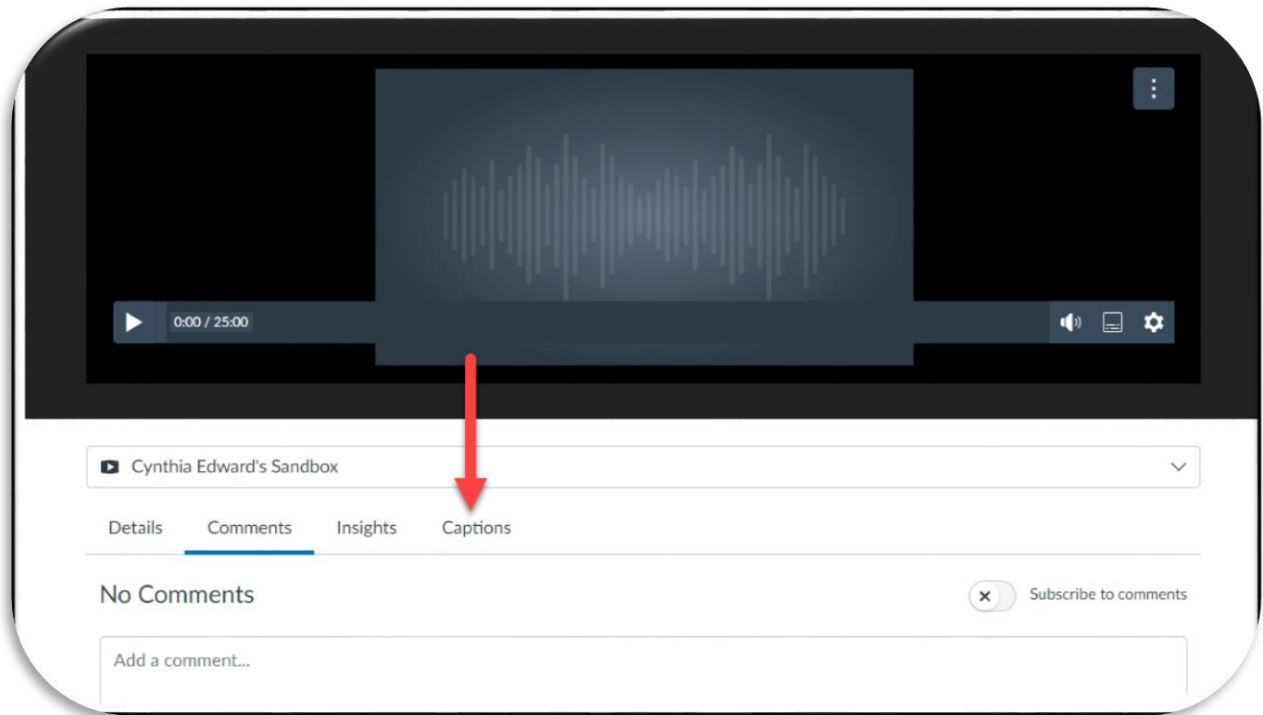 0:00 / 25:00
Cynthia Edward's Sandbox
Details Comments Insights Captions
No Comments
Subscribe to comments
Add a comment...